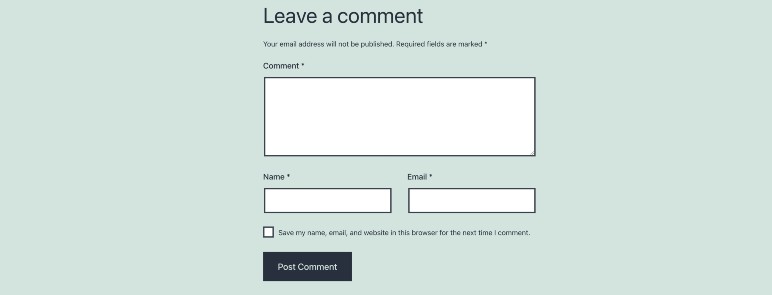 Leave a comment
Your email address will not be published. Required fields are marked *
Comment *
Name * Email *
Save my name, email, and website in this browser for the next time I comment.
Post Comment